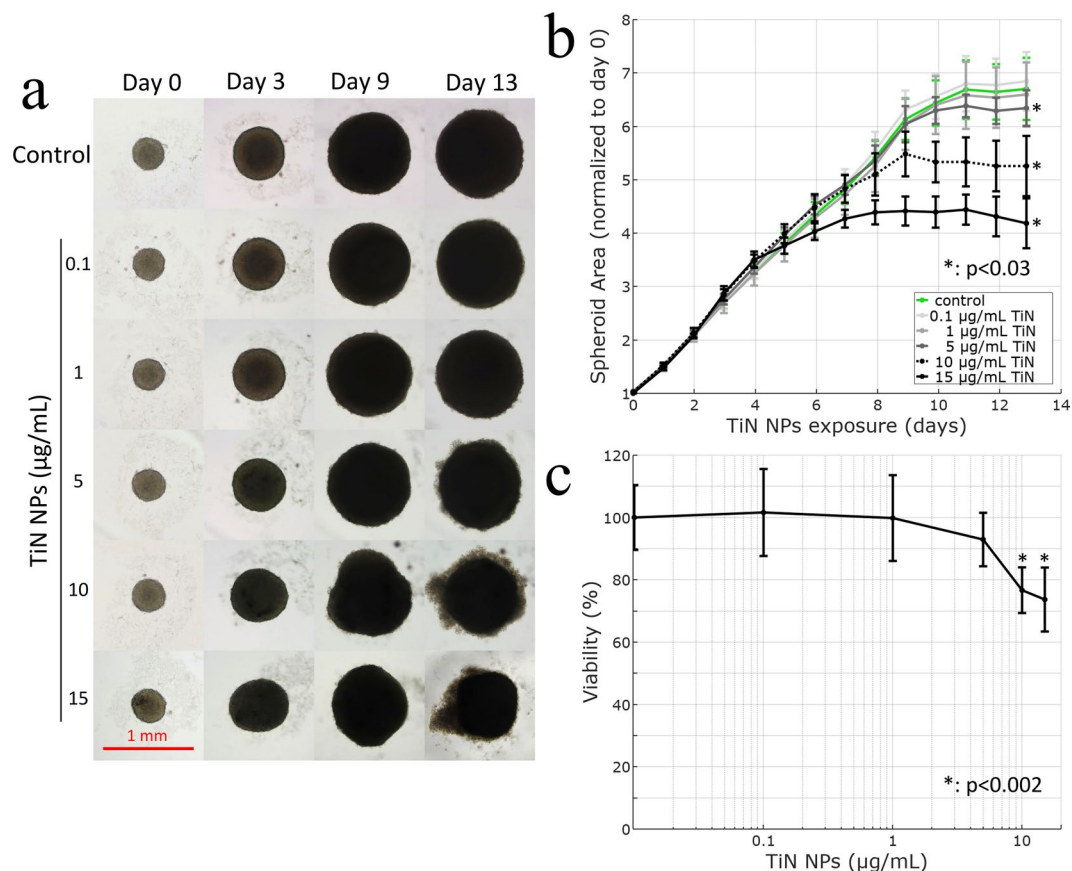 a
Day 0 Day 3 Day 9 Day 13
Control
0.1
1
5
10
15
TiN NPs (μg/mL)
1 mm
b
Spheroid Area (normalized to day 0)
8
7
6
5
4
3
2
1
0 2 4 6 8 10 12 14
TiN NPs exposure (days)
*
*
*
*: p<0.03
control
0.1 μg/mL TiN
1 μg/mL TiN
5 μg/mL TiN
10 μg/mL TiN
15 μg/mL TiN
c
Viability (%)
120
100
80
60
40
20
0
* *
*: p<0.002
0.1 1 10
TiN NPs (μg/mL)